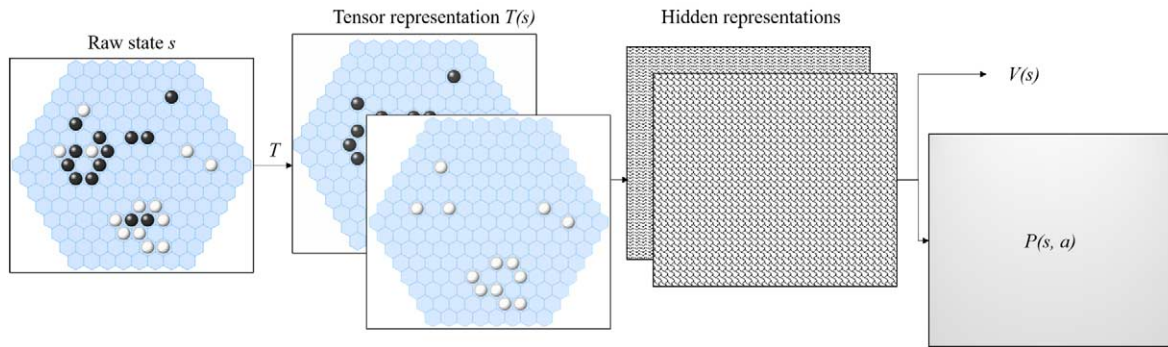 Raw state s
T
Tensor representation T(s)
Hidden representations
V(s)
P(s, a)